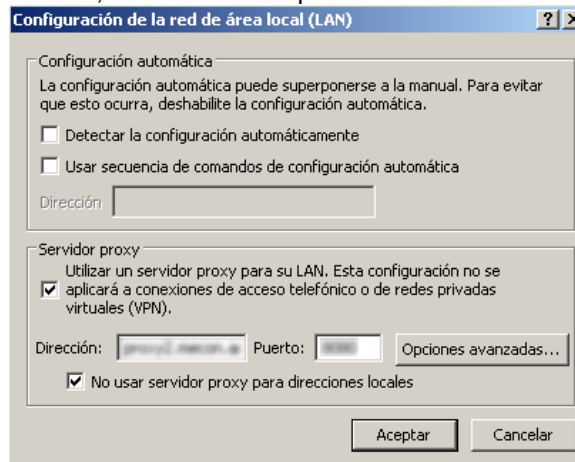 Configuración de la red de área local (LAN)
Configuración automática
La configuración automática puede superponerse a la manual. Para evitar
que esto ocurra, deshabilite la configuración automática.
Detectar la configuración automáticamente
Usar secuencia de comandos de configuración automática
Dirección
Servidor proxy
Utilizar un servidor proxy para su LAN. Esta configuración no se
aplicará a conexiones de acceso telefónico o de redes privadas
virtuales (VPN).
Dirección: Puerto: Opciones avanzadas...
No usar servidor proxy para direcciones locales
Aceptar Cancelar